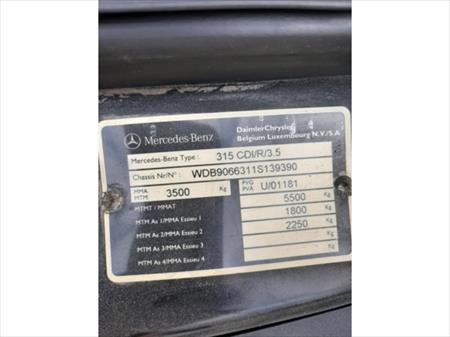 Mercedes-Benz
DaimlerChrysler
Belgium Luxembourg N.V./S.A
Mercedes-Benz Type : 315 CDI/R/3.5
Chassis Nr/N° : WDB9066311S139390
MMA
MTM 3500 Kg PVG
PVA U/01181
MTMT / MMAT 5500 Kg
MTM As 1/MMA Essieu 1 1800 Kg
MTM As 2/MMA Essieu 2 2250 Kg
MTM As 3/MMA Essieu 3 Kg
MTM As 4/MMA Essieu 4 Kg